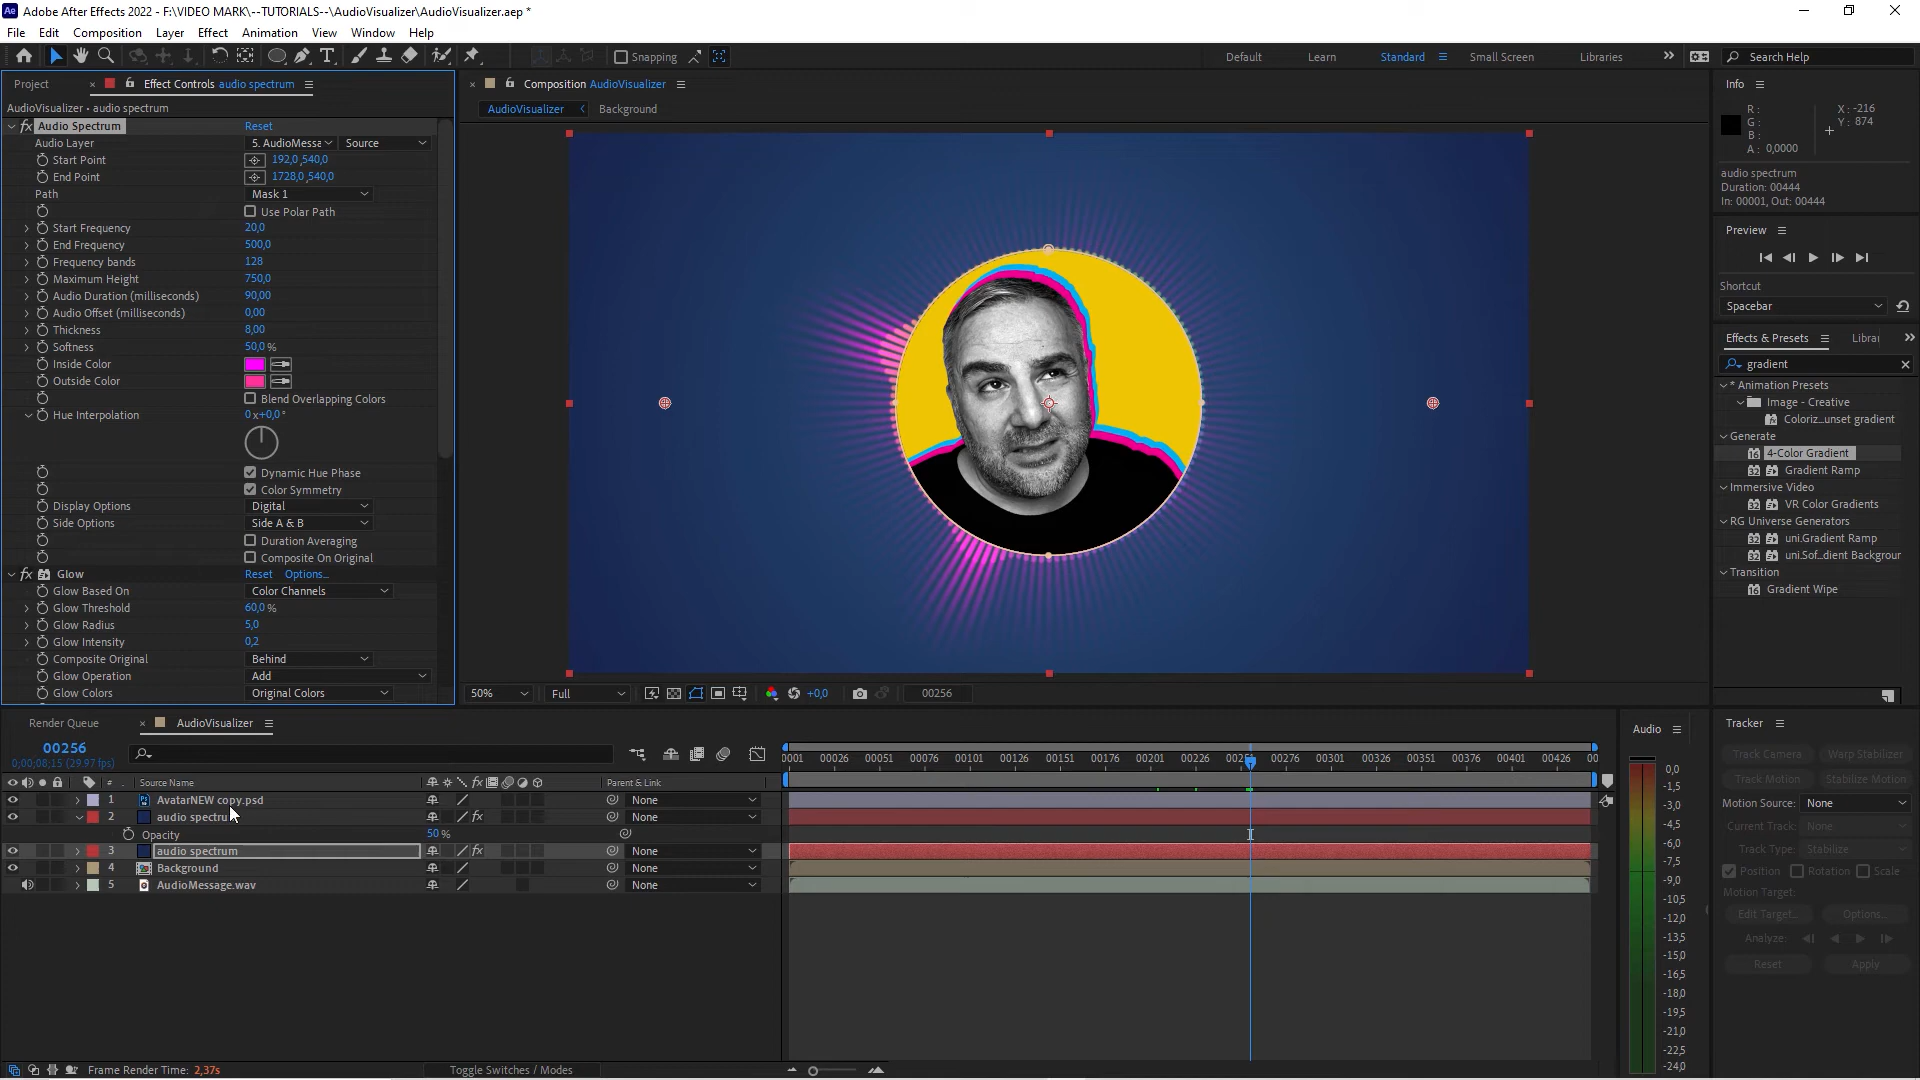 Adobe After Effects 2022 - F:\VIDEO MARK\--TUTORIALS--\AudioVisualizer\AudioVisualizer.aep *
File Edit Composition Layer Effect Animation View Window Help
Snapping
Default Learn Standard Small Screen Libraries
Search Help
Project
Effect Controls audio spectrum
AudioVisualizer • audio spectrum
fx Audio Spectrum Reset
Audio Layer 5. AudioMessa Source
Start Point 192,0 ,540,0
End Point 1728,0 ,540,0
Path Mask 1
Use Polar Path
Start Frequency 20,0
End Frequency 500,0
Frequency bands 128
Maximum Height 750,0
Audio Duration (milliseconds) 90,00
Audio Offset (milliseconds) 0,00
Thickness 8,00
Softness 50,0 %
Inside Color
Outside Color
Blend Overlapping Colors
Hue Interpolation 0 x+0,0 °
Dynamic Hue Phase
Color Symmetry
Display Options Digital
Side Options Side A & B
Duration Averaging
Composite On Original
fx Glow Reset Options...
Glow Based On Color Channels
Glow Threshold 60,0 %
Glow Radius 5,0
Glow Intensity 0,2
Composite Original Behind
Glow Operation Add
Glow Colors Original Colors
Composition AudioVisualizer
AudioVisualizer Background
50% Full +0,0 00256
Info
R :
G :
B :
A : 0,0000
X : -216
Y : 874
audio spectrum
Duration: 00444
In: 00001, Out: 00444
Preview
Shortcut
Spacebar
Effects & Presets Librar
gradient
* Animation Presets
Image - Creative
Coloriz...unset gradient
Generate
4-Color Gradient
Gradient Ramp
Immersive Video
VR Color Gradients
RG Universe Generators
uni.Gradient Ramp
uni.Sof...dient Backgrour
Transition
Gradient Wipe
Render Queue AudioVisualizer
00256
0;00;08;15 (29.97 fps)
# Source Name Parent & Link
1 AvatarNEW copy.psd None
2 audio spectru fx None
Opacity 50 %
3 audio spectrum fx None
4 Background None
5 AudioMessage.wav None
0001 00026 00051 00076 00101 00126 00151 00176 00201 00226 00276 00301 00326 00351 00376 00401 00426 00
Frame Render Time: 2,37s
Toggle Switches / Modes
Audio
0,0
-1,5
-3,0
-4,5
-6,0
-7,5
-9,0
-10,5
-12,0
-13,5
-15,0
-16,5
-18,0
-19,5
-21,0
-22,5
-24,0
Tracker
Track Camera Warp Stabilizer
Track Motion Stabilize Motion
Motion Source: None
Current Track: None
Track Type: Stabilize
Position Rotation Scale
Motion Target:
Edit Target... Options...
Analyze:
Reset Apply